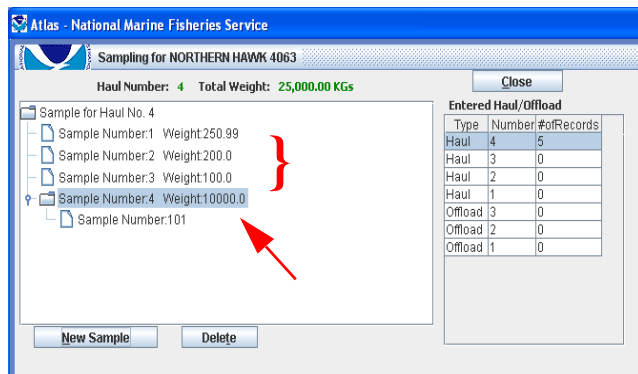 Atlas - National Marine Fisheries Service
Sampling for NORTHERN HAWK 4063
Haul Number: 4 Total Weight: 25,000.00 KGs
Close
Sample for Haul No. 4
Sample Number:1 Weight:250.99
Sample Number:2 Weight:200.0
Sample Number:3 Weight:100.0
Sample Number:4 Weight:10000.0
Sample Number:101
New Sample
Delete
Entered Haul/Offload
Type Number #ofRecords
Haul 4 5
Haul 3 0
Haul 2 0
Haul 1 0
Offload 3 0
Offload 2 0
Offload 1 0